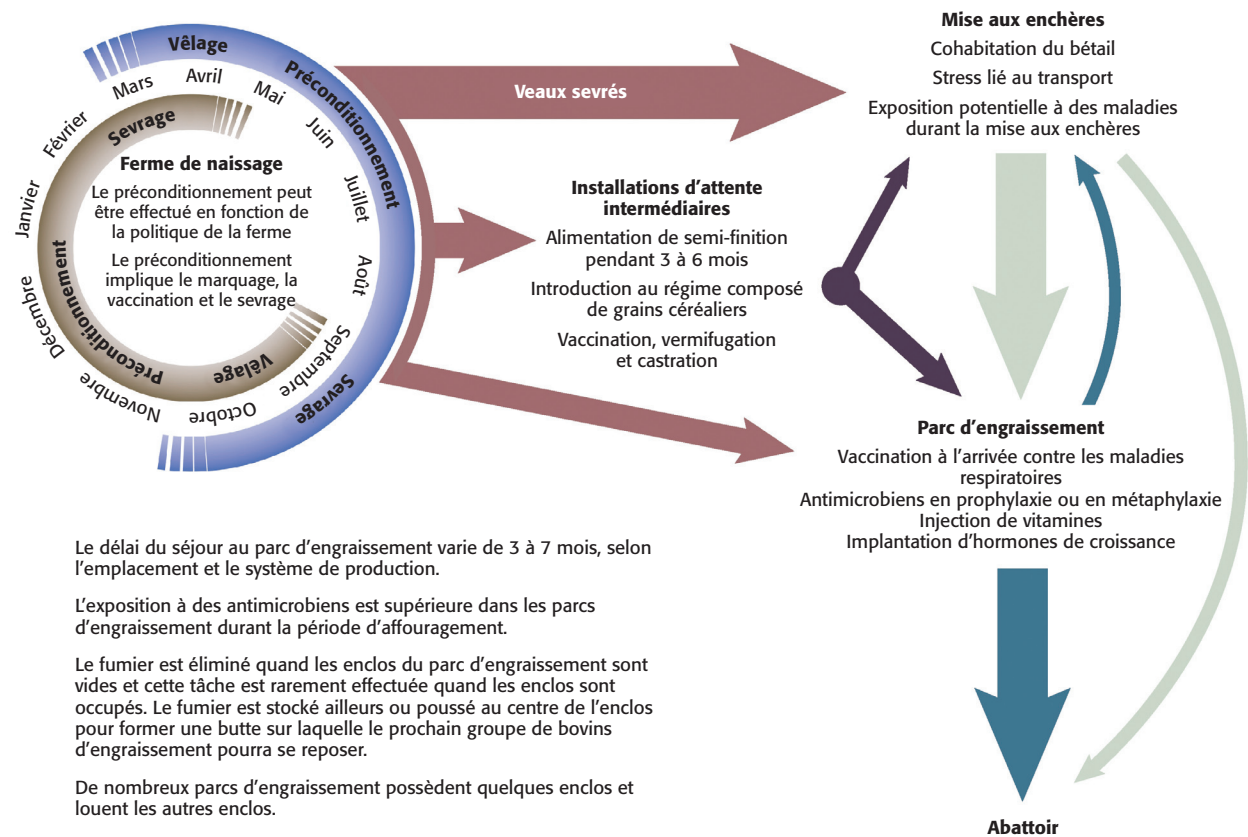 Vêlage
Préconditionnement
Sevrage
Janvier
Février
Mars
Avril
Mai
Juin
Juillet
Août
Septembre
Octobre
Novembre
Décembre
Sevrage
Préconditionnement
Vêlage
Ferme de naissage
Le préconditionnement peut
être effectué en fonction de
la politique de la ferme
Le préconditionnement
implique le marquage, la
vaccination et le sevrage
Veaux sevrés
Installations d’attente
intermédiaires
Alimentation de semi-finition
pendant 3 à 6 mois
Introduction au régime composé
de grains céréaliers
Vaccination, vermifugation
et castration
Mise aux enchères
Cohabitation du bétail
Stress lié au transport
Exposition potentielle à des maladies
durant la mise aux enchères
Parc d’engraissement
Vaccination à l’arrivée contre les maladies
respiratoires
Antimicrobiens en prophylaxie ou en métaphylaxie
Injection de vitamines
Implantation d’hormones de croissance
Abattoir
Le délai du séjour au parc d’engraissement varie de 3 à 7 mois, selon
l’emplacement et le système de production.
L’exposition à des antimicrobiens est supérieure dans les parcs
d’engraissement durant la période d’affouragement.
Le fumier est éliminé quand les enclos du parc d’engraissement sont
vides et cette tâche est rarement effectuée quand les enclos sont
occupés. Le fumier est stocké ailleurs ou poussé au centre de l’enclos
pour former une butte sur laquelle le prochain groupe de bovins
d’engraissement pourra se reposer.
De nombreux parcs d’engraissement possèdent quelques enclos et
louent les autres enclos.